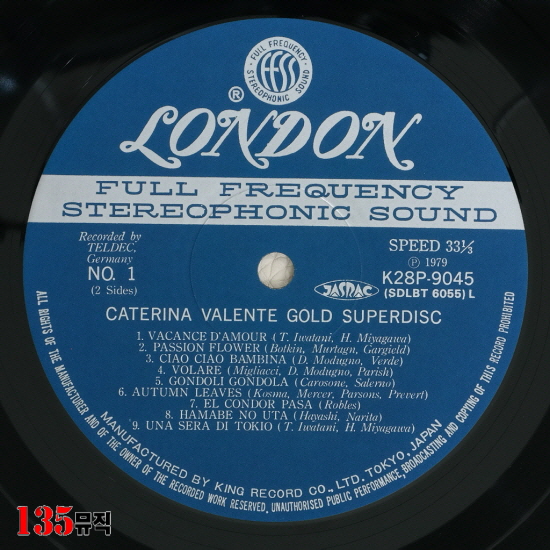 FULL FREQUENCY
ffss
STEREOPHONIC SOUND
®
LONDON
FULL FREQUENCY
STEREOPHONIC SOUND
Recorded by
TELDEC,
Germany
NO. 1
(2 Sides)
SPEED 33⅓
Ⓟ 1979
K28P-9045
JASRAC
(SDLBT 6055) L
CATERINA VALENTE GOLD SUPERDISC
1. VACANCE D'AMOUR (T. Iwatani, H. Miyagawa)
2. PASSION FLOWER (Botkin, Murtagn, Gargield)
3. CIAO CIAO BAMBINA (D. Modugno, Verde)
4. VOLARE (Migliacci, D. Modugno, Parish)
5. GONDOLI GONDOLA (Carosone, Salerno)
6. AUTUMN LEAVES (Kosma, Mercer, Parsons, Prevert)
7. EL CONDOR PASA (Robles)
8. HAMABE NO UTA (Hayashi, Narita)
9. UNA SERA DI TOKIO (T. Iwatani, H. Miyagawa)
MANUFACTURED BY KING RECORD CO., LTD. TOKYO, JAPAN
ALL RIGHTS OF THE MANUFACTURER AND OF THE OWNER OF THE RECORDED WORK RESERVED. UNAUTHORISED PUBLIC PERFORMANCE, BROADCASTING AND COPYING OF THIS RECORD PROHIBITED
135뮤직